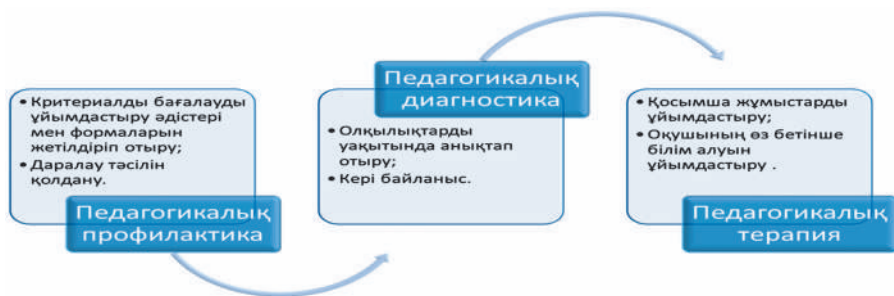 • Критериалды бағалауды
ұйымдастыру әдістері
мен формаларын
жетілдіріп отыру;
• Даралау тәсілін
қолдану.
Педагогикалық
профилактика
Педагогикалық
диагностика
• Олқылықтарды
уақытында анықтап
отыру;
• Кері байланыс.
• Қосымша жұмыстарды
ұйымдастыру;
• Оқушының өз бетінше
білім алуын
ұйымдастыру .
Педагогикалық
терапия